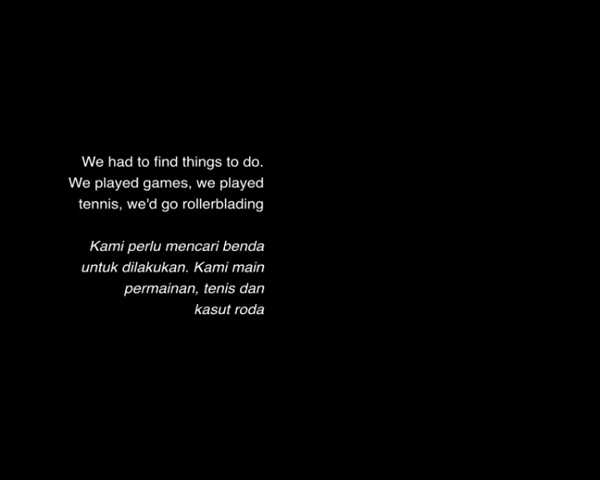 We had to find things to do.
We played games, we played
tennis, we'd go rollerblading
Kami perlu mencari benda
untuk dilakukan. Kami main
permainan, tenis dan
kasut roda